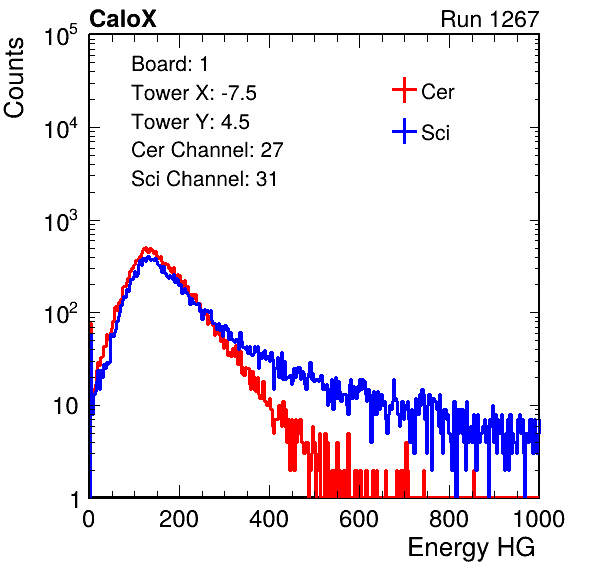 CaloX Run 1267
Counts
10^5
10^4
10^3
10^2
10
1
Board: 1
Tower X: -7.5
Tower Y: 4.5
Cer Channel: 27
Sci Channel: 31
Cer
Sci
0 200 400 600 800 1000
Energy HG